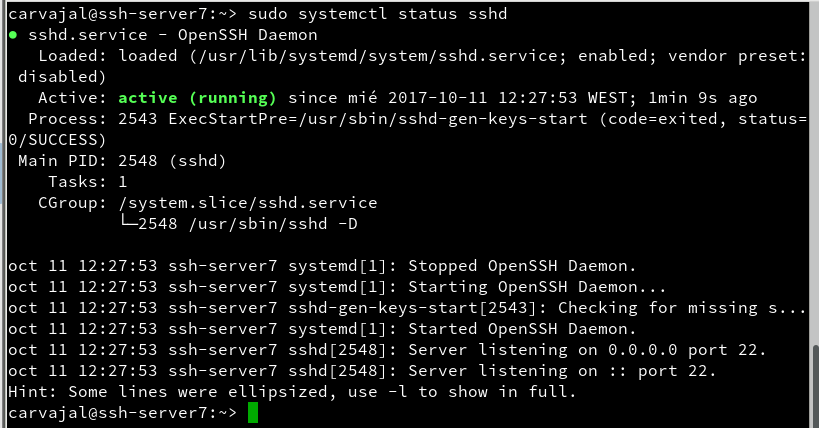 carvajal@ssh-server7:~> sudo systemctl status sshd
● sshd.service - OpenSSH Daemon
   Loaded: loaded (/usr/lib/systemd/system/sshd.service; enabled; vendor preset:
 disabled)
   Active: active (running) since mié 2017-10-11 12:27:53 WEST; 1min 9s ago
  Process: 2543 ExecStartPre=/usr/sbin/sshd-gen-keys-start (code=exited, status=
0/SUCCESS)
 Main PID: 2548 (sshd)
    Tasks: 1
   CGroup: /system.slice/sshd.service
           └─2548 /usr/sbin/sshd -D

oct 11 12:27:53 ssh-server7 systemd[1]: Stopped OpenSSH Daemon.
oct 11 12:27:53 ssh-server7 systemd[1]: Starting OpenSSH Daemon...
oct 11 12:27:53 ssh-server7 sshd-gen-keys-start[2543]: Checking for missing s...
oct 11 12:27:53 ssh-server7 systemd[1]: Started OpenSSH Daemon.
oct 11 12:27:53 ssh-server7 sshd[2548]: Server listening on 0.0.0.0 port 22.
oct 11 12:27:53 ssh-server7 sshd[2548]: Server listening on :: port 22.
Hint: Some lines were ellipsized, use -l to show in full.
carvajal@ssh-server7:~>